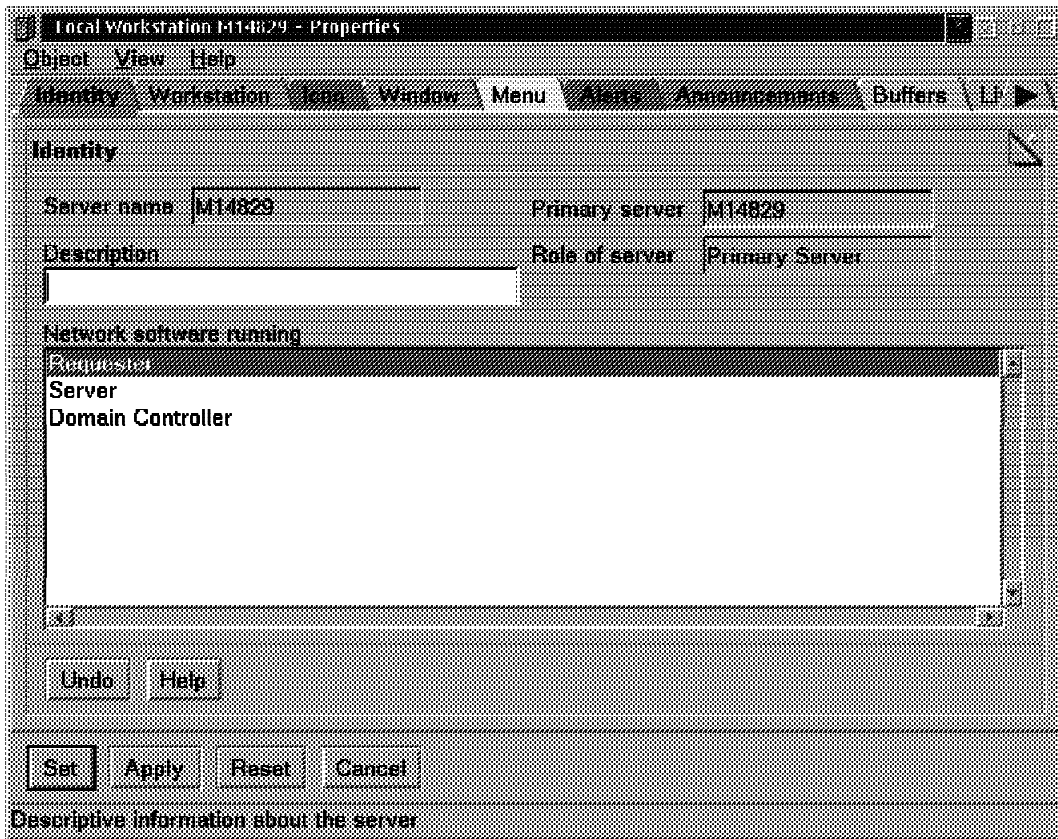 Local Workstation M14829 - Properties
Object View Help
Identity Workstation Icon Window Menu Alerts Announcements Buffers
Identity
Server name M14829 Primary server M14829
Description Role of server Primary Server
Network software running
Requester
Server
Domain Controller
Undo Help
Set Apply Reset Cancel
Descriptive information about the server